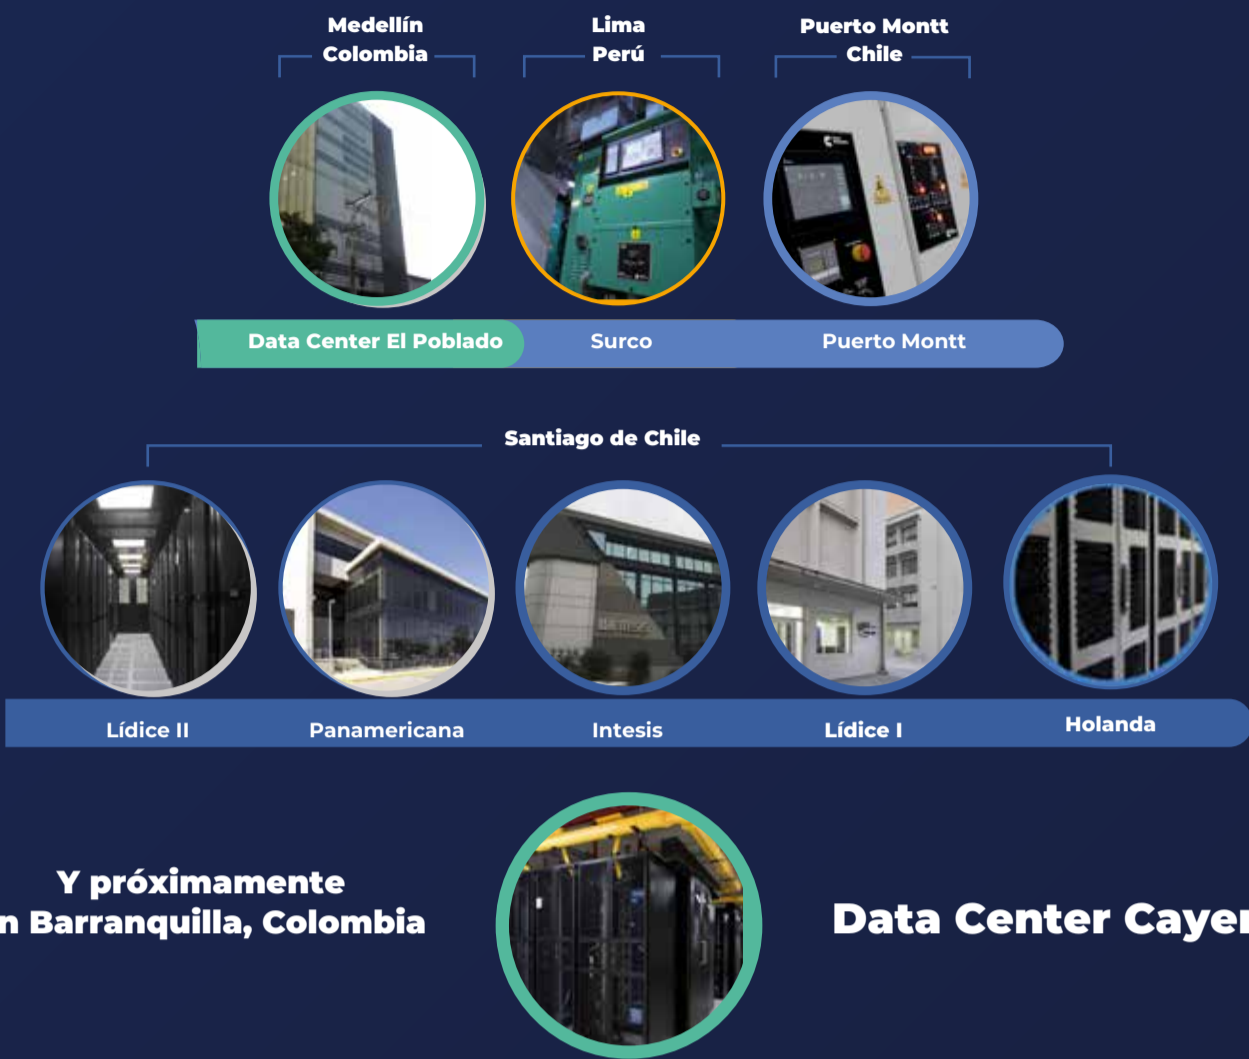 Medellín
Colombia
Lima
Perú
Puerto Montt
Chile
Data Center El Poblado
Surco
Puerto Montt
Santiago de Chile
Lídice II
Panamericana
Intesis
Lídice I
Holanda
Y próximamente
n Barranquilla, Colombia
Data Center Cayer